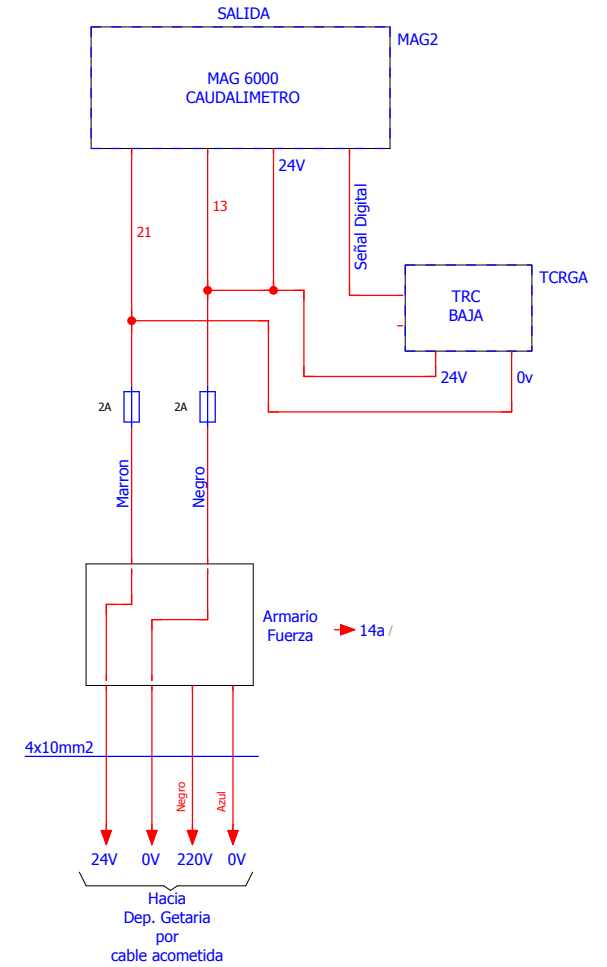 SALIDA
MAG2
MAG 6000
CAUDALIMETRO
24V
13
21
Señal Digital
TCRGA
TRC
BAJA
24V
0v
2A
2A
Marron
Negro
Armario
Fuerza
14a /
4x10mm2
Negro
Azul
24V
0V
220V
0V
Hacia
Dep. Getaria
por
cable acometida